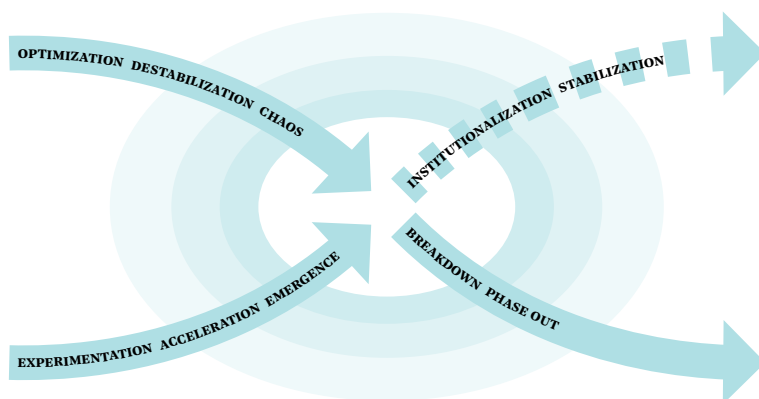 OPTIMIZATION DESTABILIZATION CHAOS
INSTITUTIONALIZATION STABILIZATION
EXPERIMENTATION ACCELERATION EMERGENCE
BREAKDOWN PHASE OUT